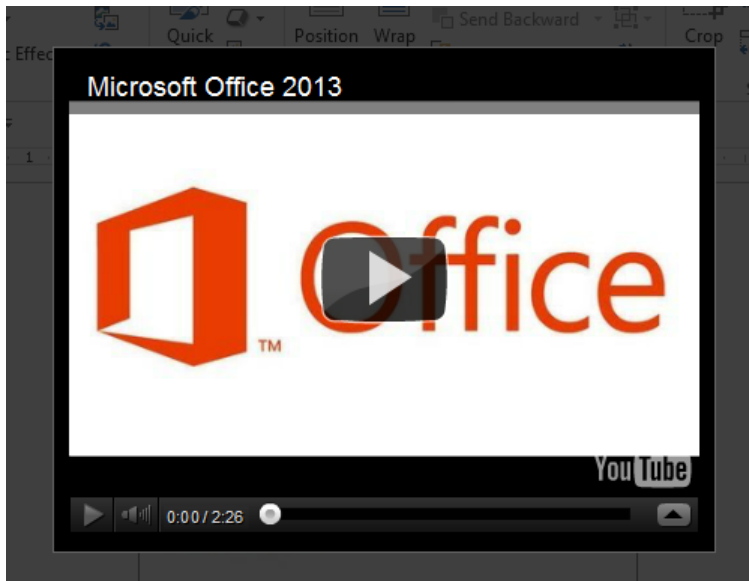 Quick Position Wrap Send Backward Crop
Effec
Microsoft Office 2013
1
Office
TM
YouTube
0:00 / 2:26